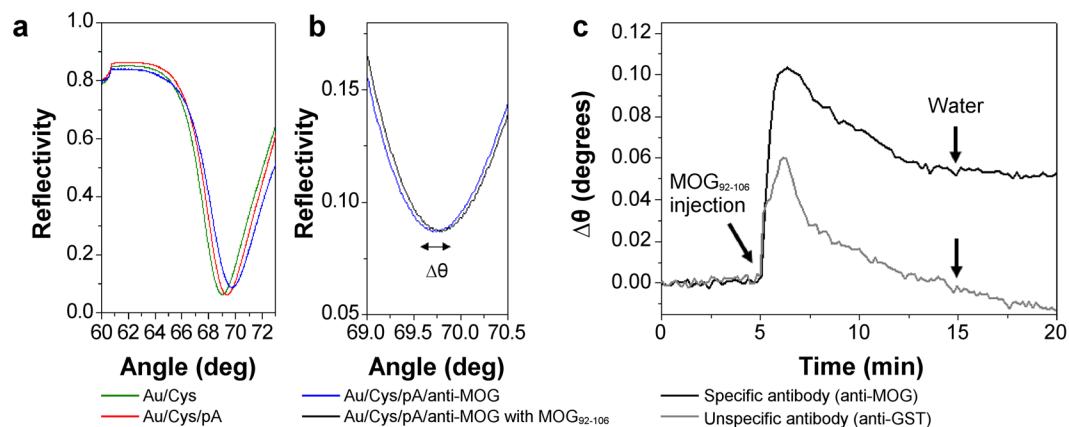 a
1.0
0.8
0.6
0.4
0.2
0.0
Reflectivity
60 62 64 66 68 70 72
Angle (deg)
b
0.15
0.10
0.05
Reflectivity
Δθ
69.0 69.5 70.0 70.5
Angle (deg)
c
0.10
0.08
0.06
0.04
0.02
0.00
Δθ (degrees)
MOG92-106
injection
Water
0 5 10 15 20
Time (min)
Au/Cys
Au/Cys/pA
Au/Cys/pA/anti-MOG
Au/Cys/pA/anti-MOG with MOG92-106
Specific antibody (anti-MOG)
Unspecific antibody (anti-GST)